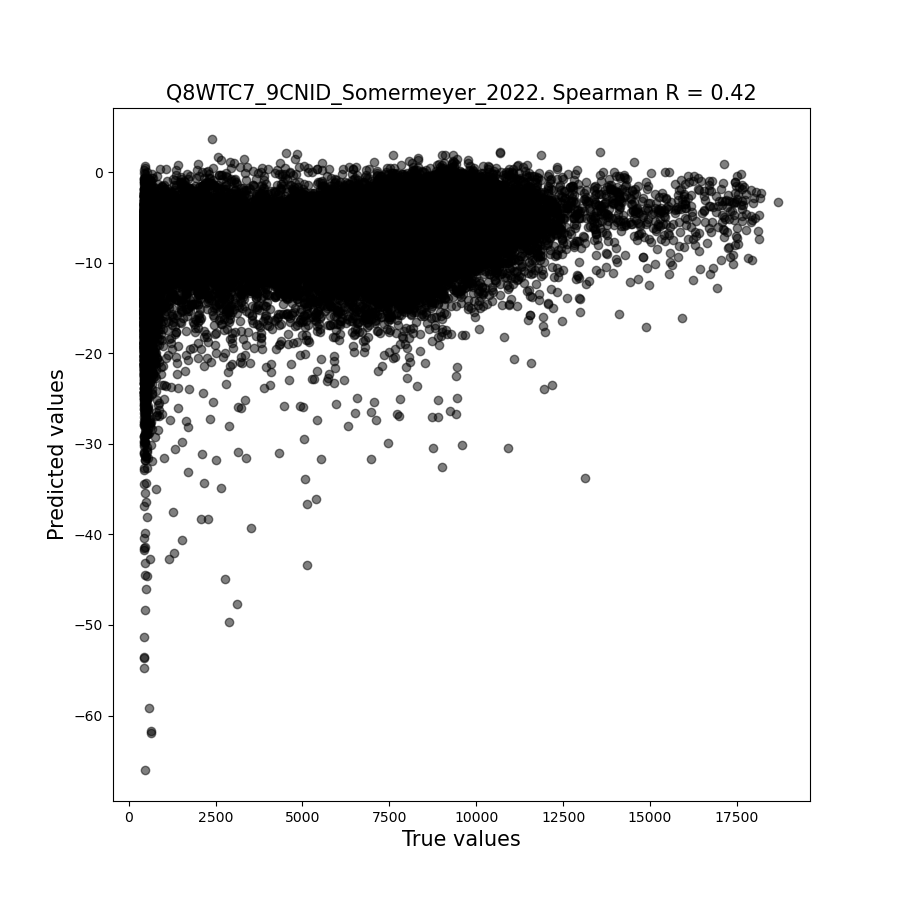 Q8WTC7_9CNID_Somermeyer_2022. Spearman R = 0.42
0
−10
−20
−30
−40
−50
−60
Predicted values
0 2500 5000 7500 10000 12500 15000 17500
True values